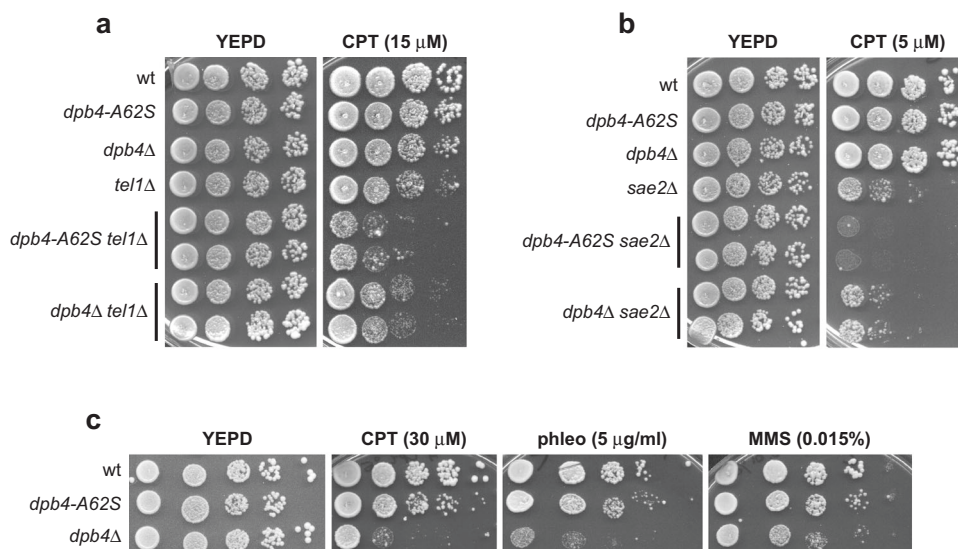 a
YEPD CPT (15 μM)
wt
dpb4-A62S
dpb4Δ
tel1Δ
dpb4-A62S tel1Δ
dpb4Δ tel1Δ
b
YEPD CPT (5 μM)
wt
dpb4-A62S
dpb4Δ
sae2Δ
dpb4-A62S sae2Δ
dpb4Δ sae2Δ
c
YEPD CPT (30 μM) phleo (5 μg/ml) MMS (0.015%)
wt
dpb4-A62S
dpb4Δ